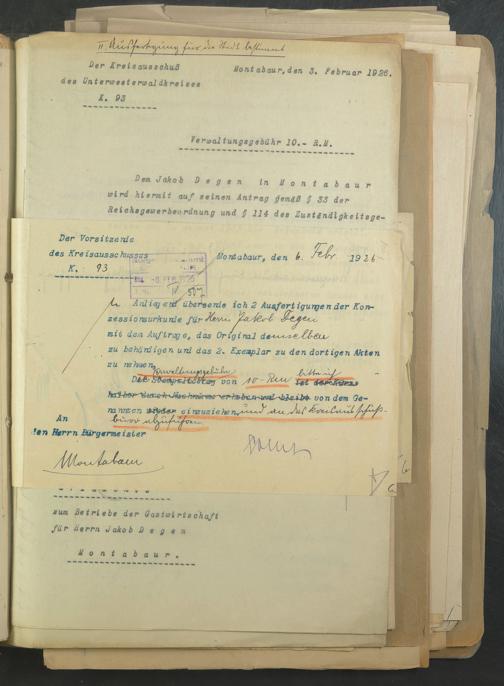 II Ausfertigung für die Stadt bestimmt
Der Kreisausschuß
des Unterwesterwaldkreises
K. 93
Montabaur, den 3. Februar 1926.
Verwaltungsgebühr 10.- R.M.
Dem Jakob Degen in Montabaur
wird hiermit auf seinen Antrag gemäß § 33 der
Reichsgewerbeordnung und § 114 des Zuständigkeitsge-
Der Vorsitzende
des Kreisausschusses
K. 93
Montabaur, den 6. Febr 1926
Anliegend übersende ich 2 Ausfertigungen der Kon-
zessionsurkunde für Herrn Jakob Degen
mit dem Auftrage, das Original demselben
zu behändigen und das 2. Exemplar zu den dortigen Akten
zu nehmen.
Verwaltungsgebühr
von 10 - RM bitte ich
von dem Ge-
nannten einzuziehen und an das Kreisausschuß-
büro abzuführen.
An
den Herrn Bürgermeister
Montabaur
zum Betriebe der Gastwirtschaft
für Herrn Jakob Degen
Montabaur.